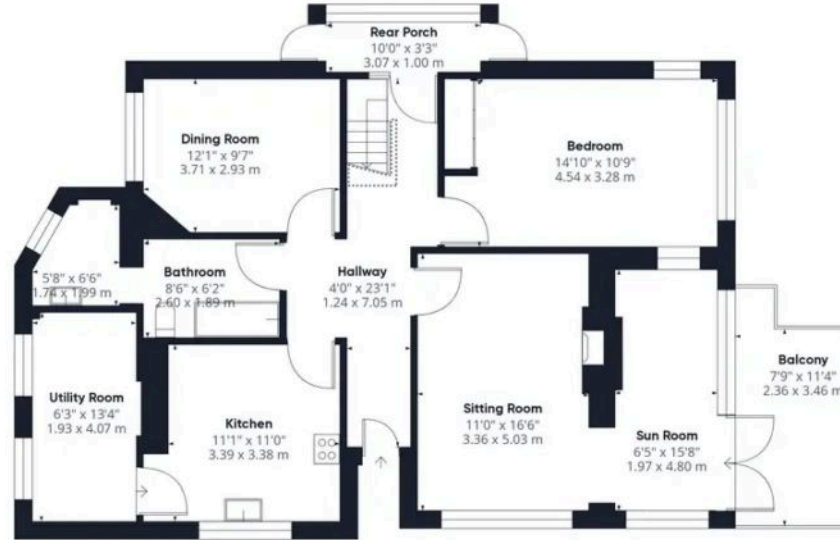 Rear Porch
10'0" x 3'3"
3.07 x 1.00 m
Dining Room
12'1" x 9'7"
3.71 x 2.93 m
Bedroom
14'10" x 10'9"
4.54 x 3.28 m
5'8" x 6'6"
1.74 x 1.99 m
Bathroom
8'6" x 6'2"
2.60 x 1.89 m
Hallway
4'0" x 23'1"
1.24 x 7.05 m
Balcony
7'9" x 11'4"
2.36 x 3.46 m
Utility Room
6'3" x 13'4"
1.93 x 4.07 m
Kitchen
11'1" x 11'0"
3.39 x 3.38 m
Sitting Room
11'0" x 16'6"
3.36 x 5.03 m
Sun Room
6'5" x 15'8"
1.97 x 4.80 m